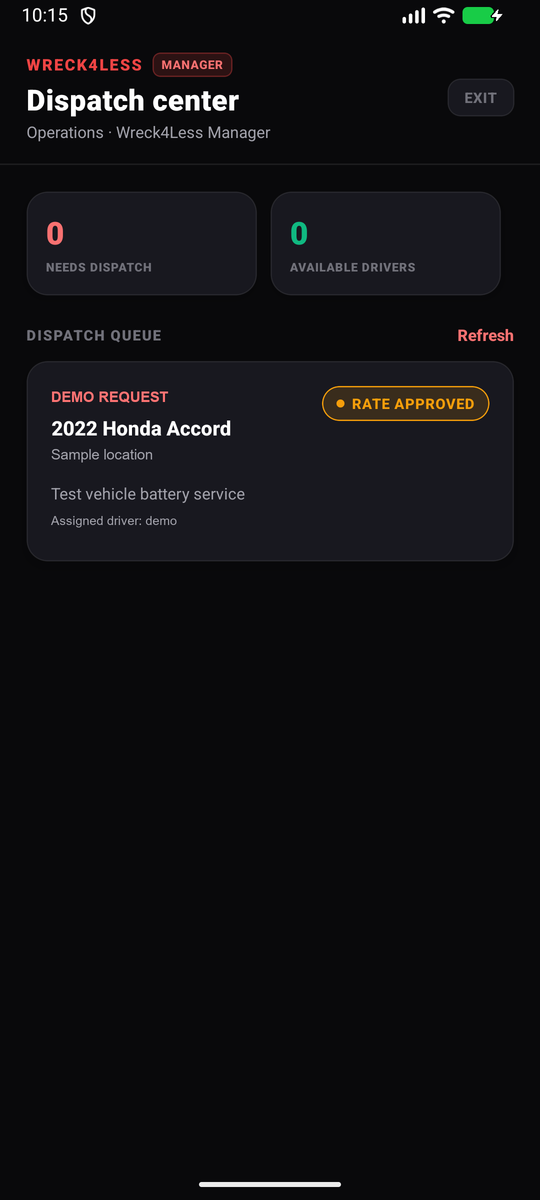 10:15
WRECK4LESS MANAGER
Dispatch center
EXIT
Operations · Wreck4Less Manager
0
NEEDS DISPATCH
0
AVAILABLE DRIVERS
DISPATCH QUEUE
Refresh
DEMO REQUEST
RATE APPROVED
2022 Honda Accord
Sample location
Test vehicle battery service
Assigned driver: demo